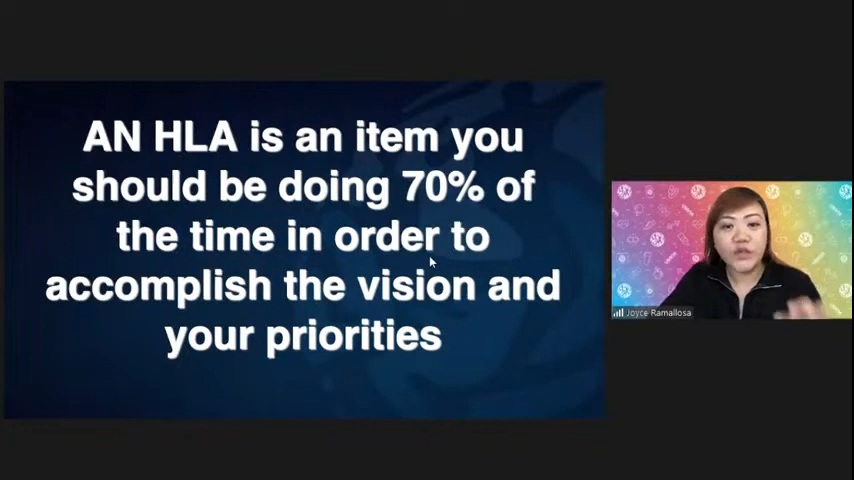 AN HLA is an item you
should be doing 70% of
the time in order to
accomplish the vision and
your priorities
Joyce Ramallosa